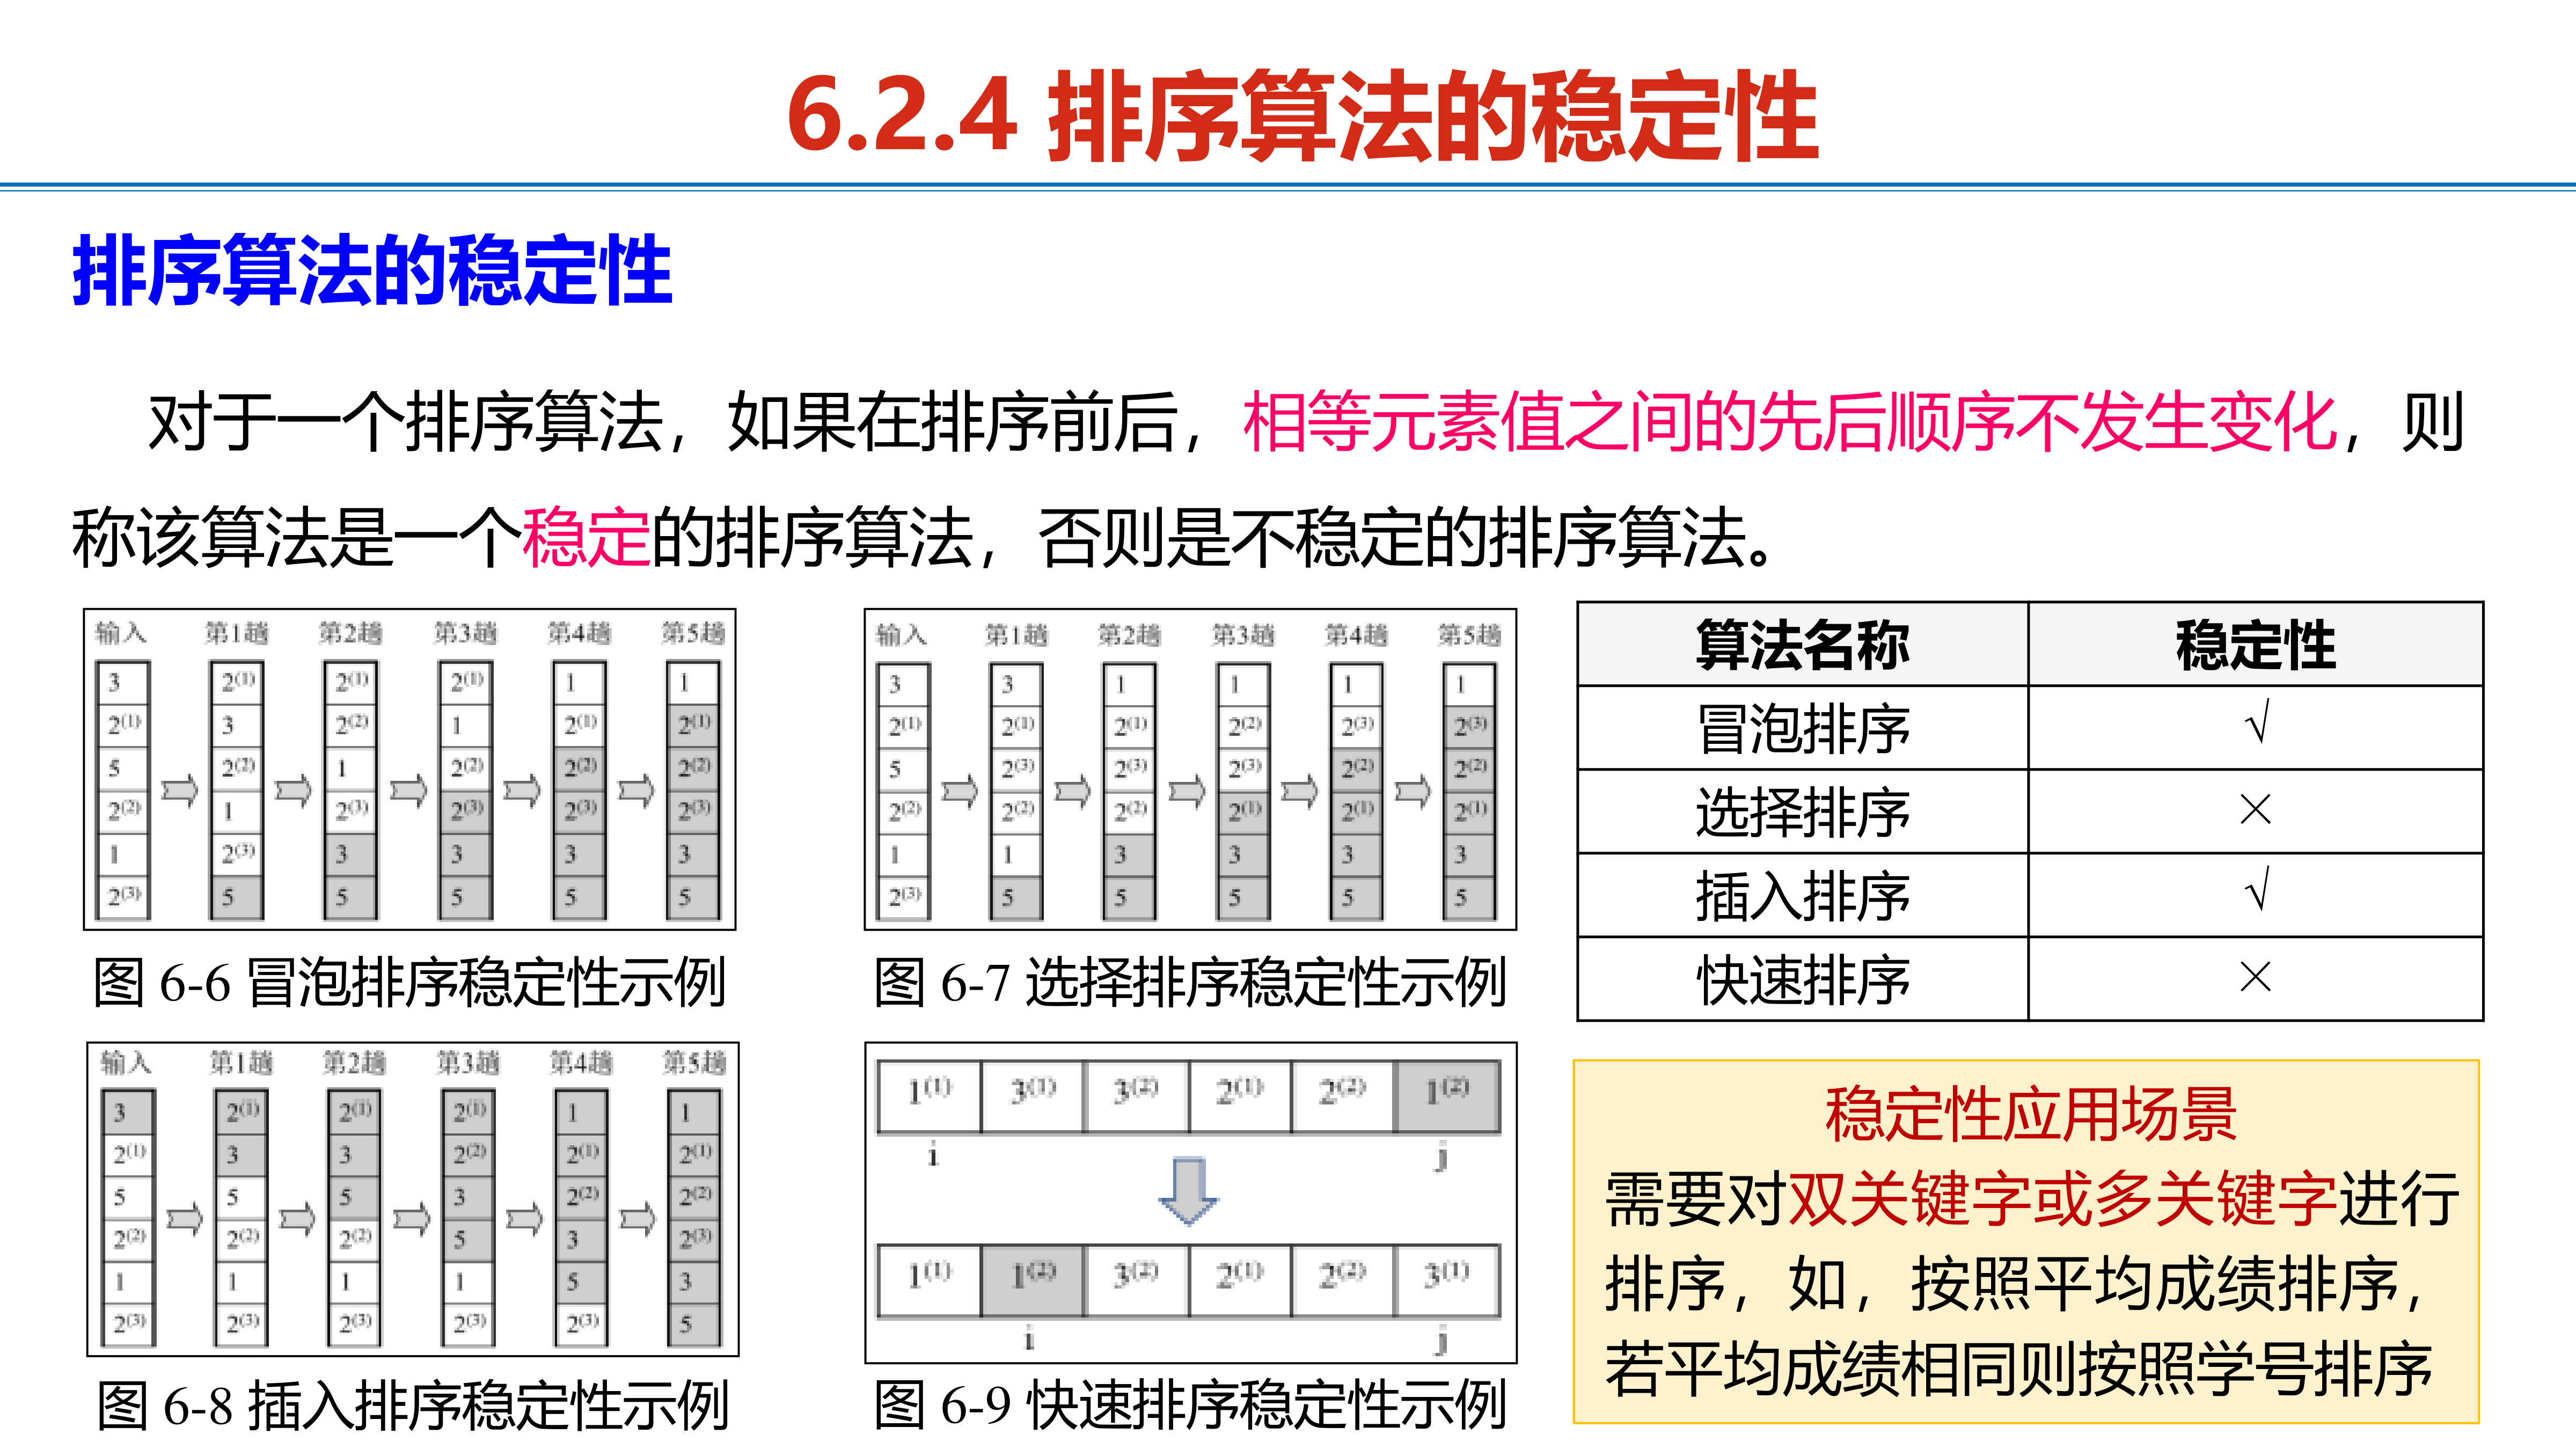 6.2.4 排序算法的稳定性
排序算法的稳定性
对于一个排序算法，如果在排序前后，相等元素值之间的先后顺序不发生变化，则
称该算法是一个稳定的排序算法，否则是不稳定的排序算法。
输入 第1趟 第2趟 第3趟 第4趟 第5趟
3 2⁽¹⁾ 2⁽¹⁾ 2⁽¹⁾ 1 1
2⁽¹⁾ 3 2⁽²⁾ 1 2⁽¹⁾ 2⁽¹⁾
5 2⁽²⁾ 1 2⁽²⁾ 2⁽²⁾ 2⁽²⁾
2⁽²⁾ 1 2⁽³⁾ 2⁽³⁾ 2⁽³⁾ 2⁽³⁾
1 2⁽³⁾ 3 3 3 3
2⁽³⁾ 5 5 5 5 5
图 6-6 冒泡排序稳定性示例
输入 第1趟 第2趟 第3趟 第4趟 第5趟
3 3 1 1 1 1
2⁽¹⁾ 2⁽¹⁾ 2⁽¹⁾ 2⁽²⁾ 2⁽³⁾ 2⁽³⁾
5 2⁽³⁾ 2⁽³⁾ 2⁽³⁾ 2⁽²⁾ 2⁽²⁾
2⁽²⁾ 2⁽²⁾ 2⁽²⁾ 2⁽¹⁾ 2⁽¹⁾ 2⁽¹⁾
1 1 3 3 3 3
2⁽³⁾ 5 5 5 5 5
图 6-7 选择排序稳定性示例
算法名称 稳定性
冒泡排序 √
选择排序 ×
插入排序 √
快速排序 ×
输入 第1趟 第2趟 第3趟 第4趟 第5趟
3 2⁽¹⁾ 2⁽¹⁾ 2⁽¹⁾ 1 1
2⁽¹⁾ 3 3 2⁽²⁾ 2⁽¹⁾ 2⁽¹⁾
5 5 5 3 2⁽²⁾ 2⁽²⁾
2⁽²⁾ 2⁽²⁾ 2⁽²⁾ 5 3 2⁽³⁾
1 1 1 1 5 3
2⁽³⁾ 2⁽³⁾ 2⁽³⁾ 2⁽³⁾ 2⁽³⁾ 5
图 6-8 插入排序稳定性示例
1⁽¹⁾ 3⁽¹⁾ 3⁽²⁾ 2⁽¹⁾ 2⁽²⁾ 1⁽²⁾
i j
1⁽¹⁾ 1⁽²⁾ 3⁽²⁾ 2⁽¹⁾ 2⁽²⁾ 3⁽¹⁾
i j
图 6-9 快速排序稳定性示例
稳定性应用场景
需要对双关键字或多关键字进行
排序，如，按照平均成绩排序，
若平均成绩相同则按照学号排序